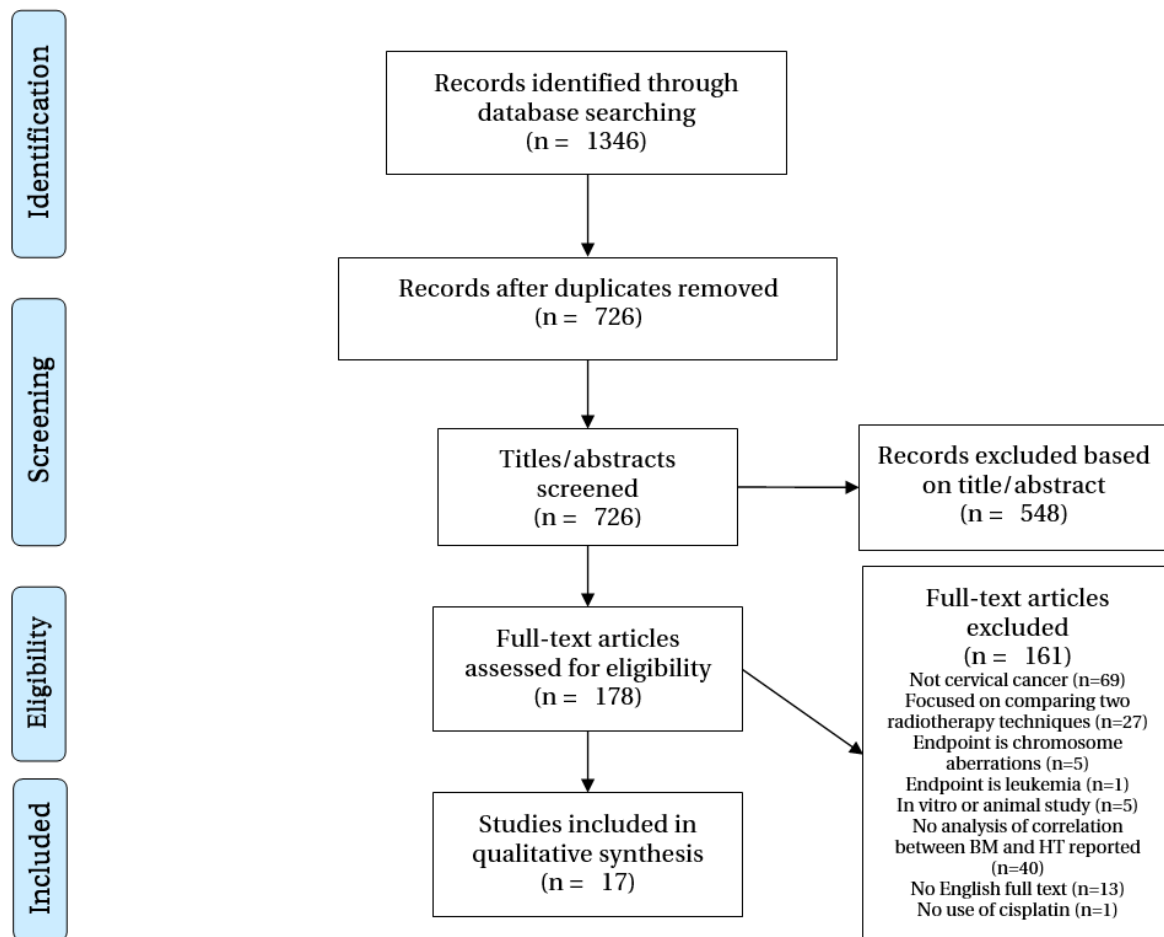 Identification
Records identified through
database searching
(n = 1346)
Records after duplicates removed
(n = 726)
Screening
Titles/abstracts
screened
(n = 726)
Records excluded based
on title/abstract
(n = 548)
Eligibility
Full-text articles
assessed for eligibility
(n = 178)
Full-text articles
excluded
(n = 161)
Not cervical cancer (n=69)
Focused on comparing two
radiotherapy techniques (n=27)
Endpoint is chromosome
aberrations (n=5)
Endpoint is leukemia (n=1)
In vitro or animal study (n=5)
No analysis of correlation
between BM and HT reported
(n=40)
No English full text (n=13)
No use of cisplatin (n=1)
Included
Studies included in
qualitative synthesis
(n = 17)